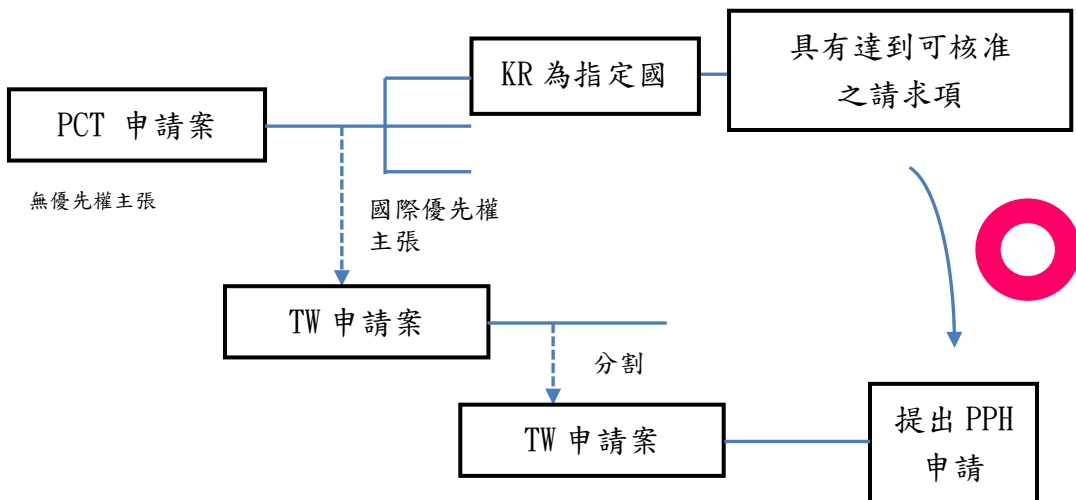 KR 為指定國
具有達到可核准
之請求項
PCT 申請案
無優先權主張
國際優先權
主張
TW 申請案
分割
TW 申請案
提出 PPH
申請